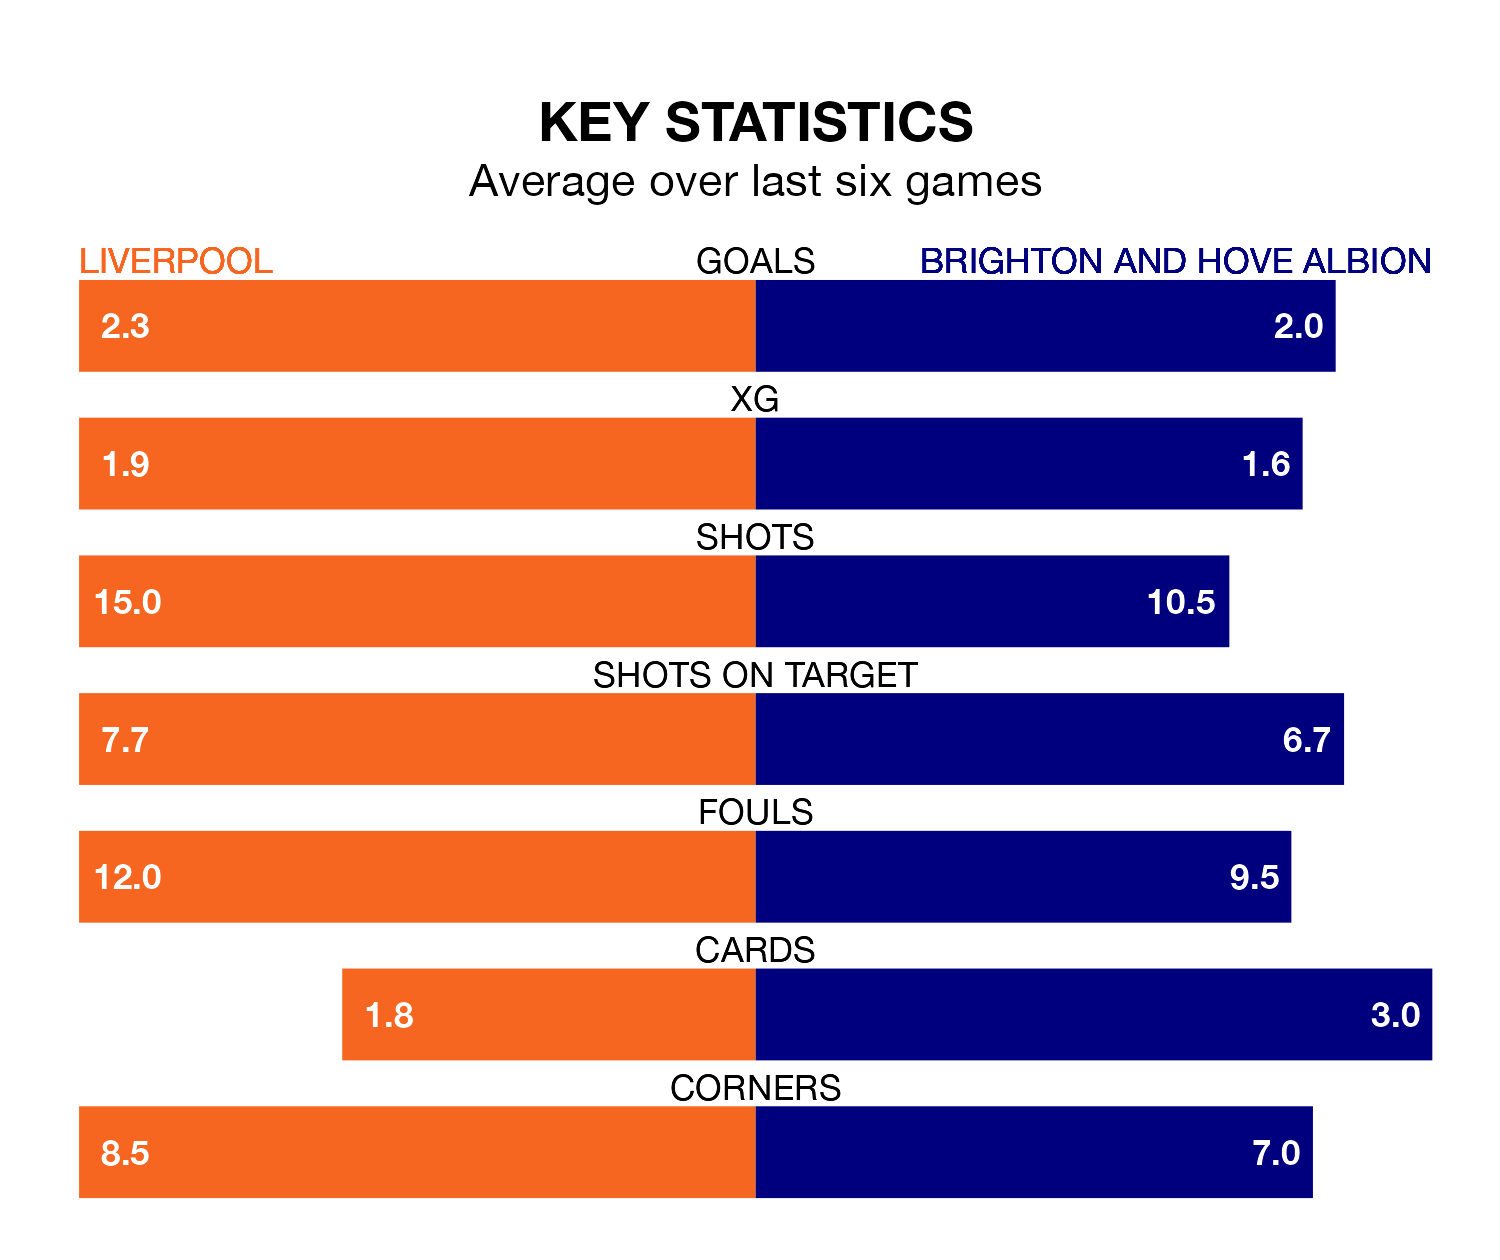 KEY STATISTICS
Average over last six games
LIVERPOOL GOALS BRIGHTON AND HOVE ALBION
2.3 2.0
XG
1.9 1.6
SHOTS
15.0 10.5
SHOTS ON TARGET
7.7 6.7
FOULS
12.0 9.5
CARDS
1.8 3.0
CORNERS
8.5 7.0